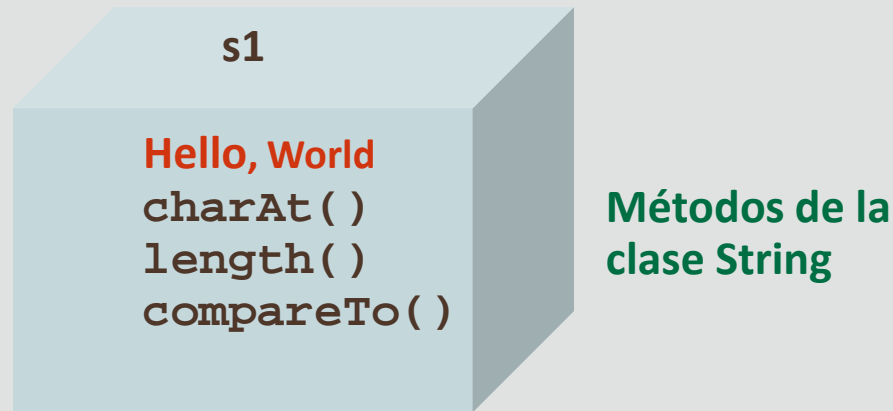 s1
Hello, World
charAt()
length()
compareTo()
Métodos de la
clase String